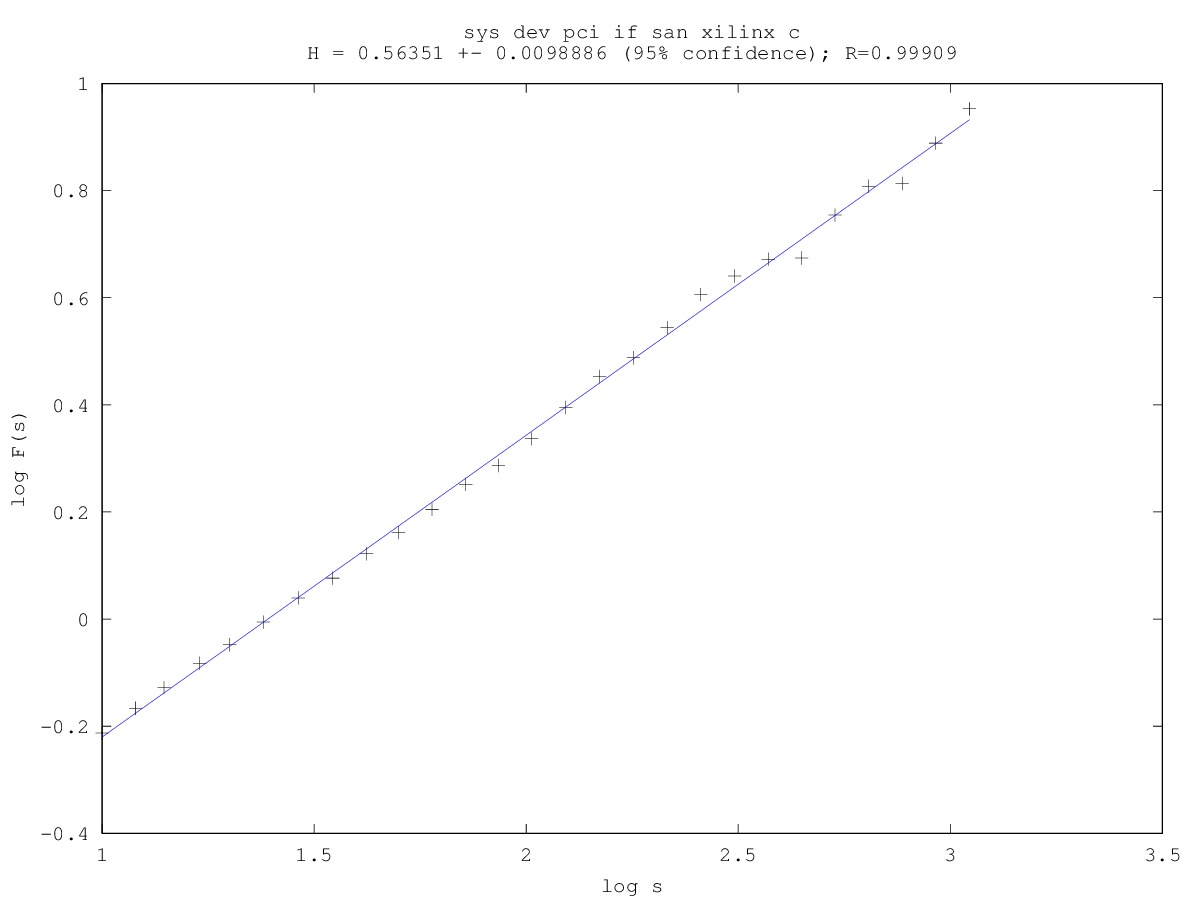 sys dev pci if san xilinx c
H = 0.56351 +- 0.0098886 (95% confidence); R=0.99909
1
0.8
0.6
0.4
0.2
0
-0.2
-0.4
log F(s)
1 1.5 2 2.5 3 3.5
log s